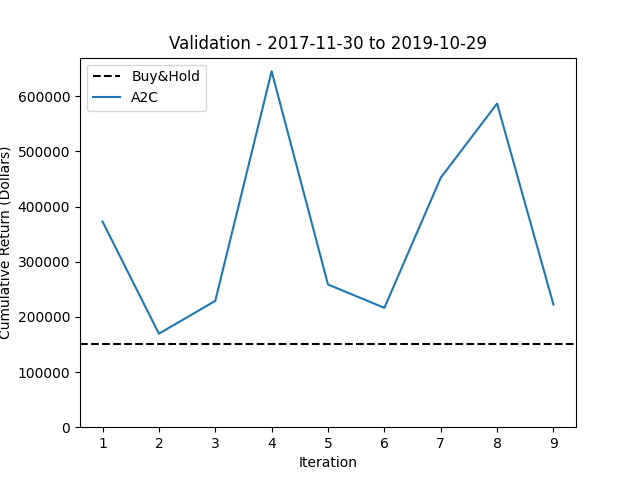 Validation - 2017-11-30 to 2019-10-29
Buy&Hold
A2C
Cumulative Return (Dollars)
600000
500000
400000
300000
200000
100000
0
1 2 3 4 5 6 7 8 9
Iteration